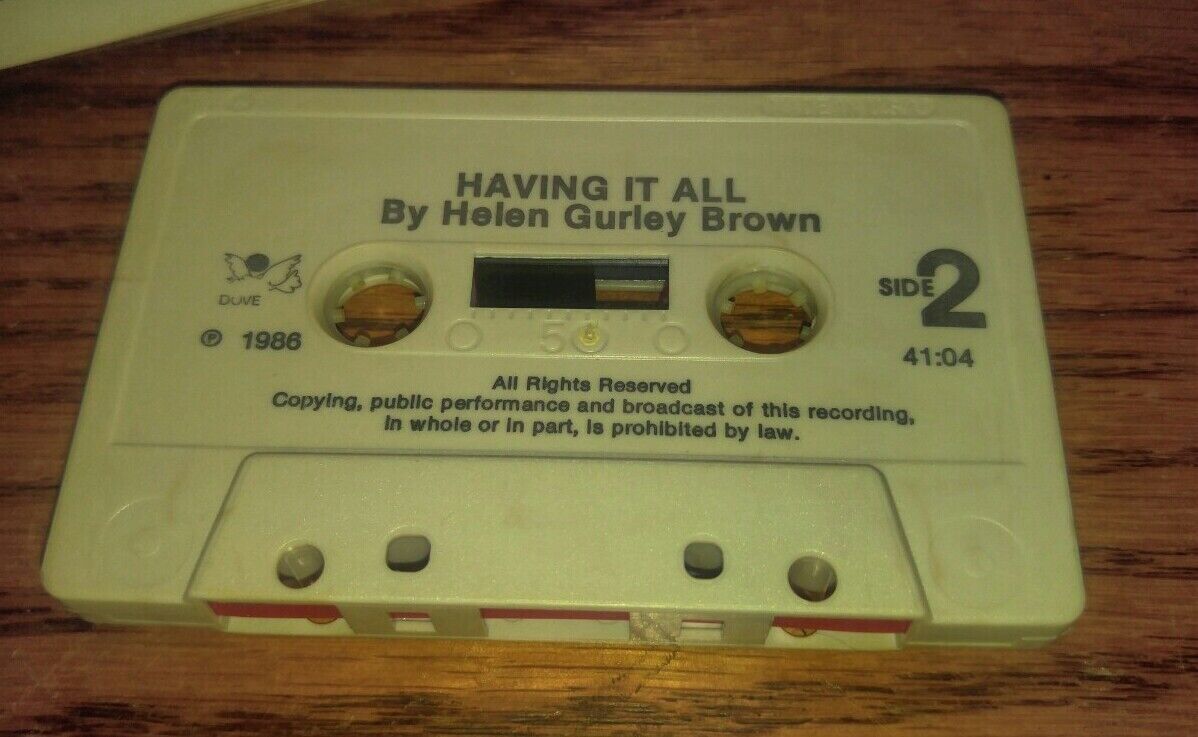 HAVING IT ALL
By Helen Gurley Brown
DOVE
℗ 1986
SIDE 2
41:04
50
All Rights Reserved
Copying, public performance and broadcast of this recording,
in whole or in part, is prohibited by law.